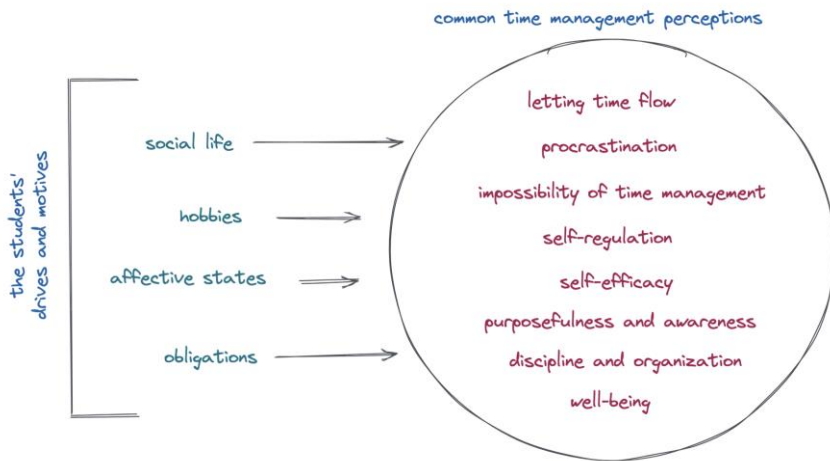 common time management perceptions
the students'
drives and motives
social life
hobbies
affective states
obligations
letting time flow
procrastination
impossibility of time management
self-regulation
self-efficacy
purposefulness and awareness
discipline and organization
well-being